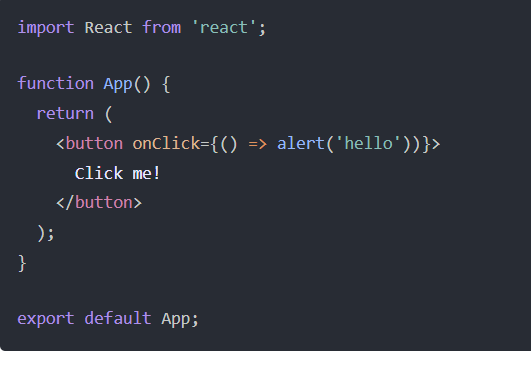 import React from 'react';
function App() {
return (
<button onClick={() => alert('hello'))}>
Click me!
</button>
);
}
export default App;